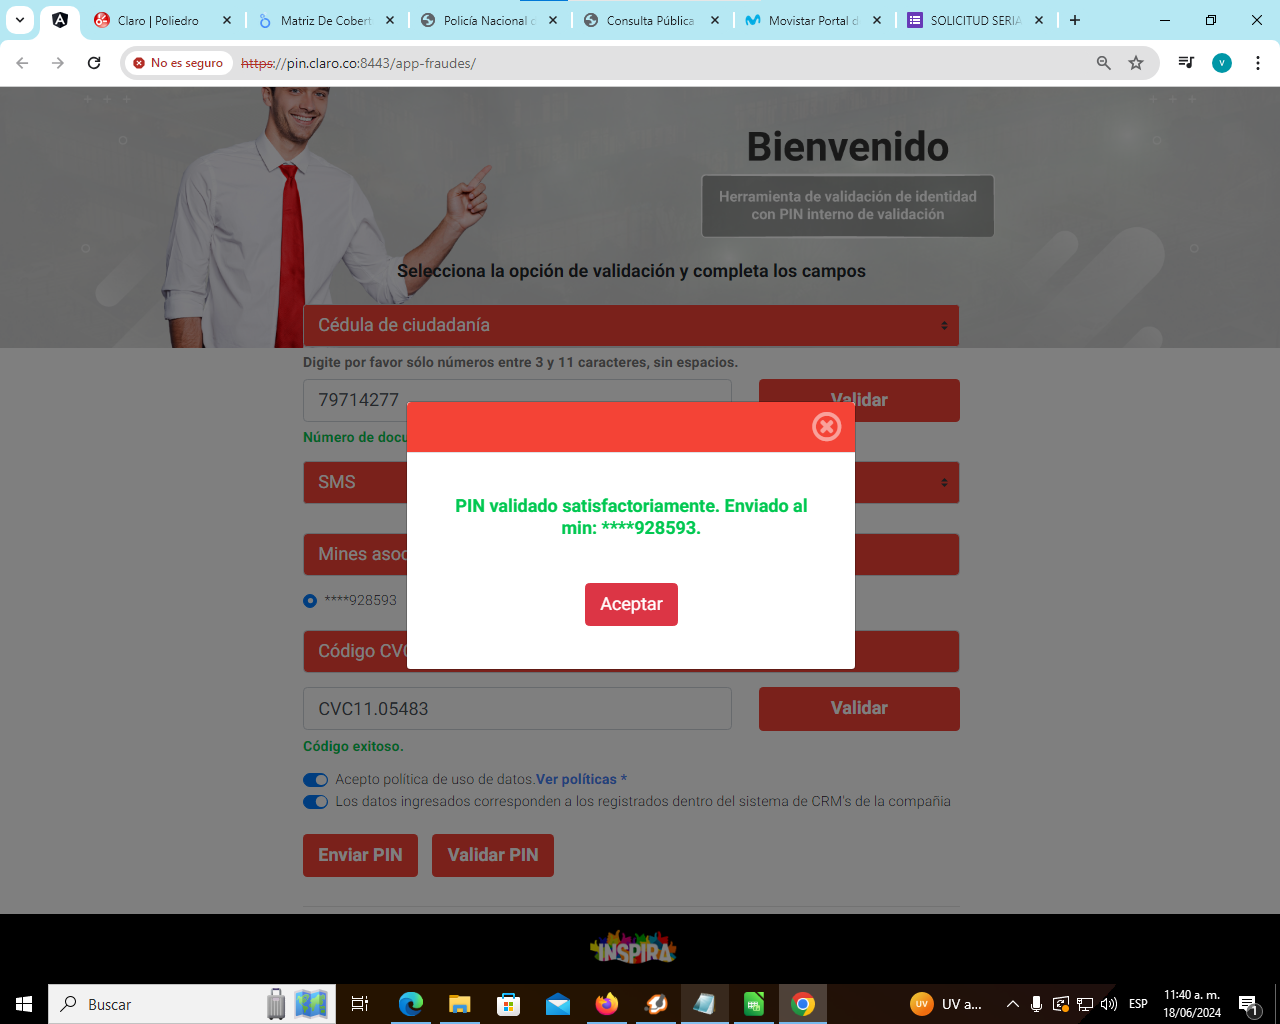 Claro | Poliedro
Matriz De Cobert
Policía Nacional d
Consulta Pública
Movistar Portal d
SOLICITUD SERIA
No es seguro
https://pin.claro.co:8443/app-fraudes/
V
Bienvenido
Herramienta de validación de identidad
con PIN interno de validación
Selecciona la opción de validación y completa los campos
Cédula de ciudadanía
Digite por favor sólo números entre 3 y 11 caracteres, sin espacios.
79714277
Validar
Número de docu
SMS
PIN validado satisfactoriamente. Enviado al
min: ****928593.
Mines asoc
****928593
Aceptar
Código CVC
CVC11.05483
Validar
Código exitoso.
Acepto política de uso de datos.Ver políticas *
Los datos ingresados corresponden a los registrados dentro del sistema de CRM's de la compañia
Enviar PIN
Validar PIN
INSPIRA
Buscar
UV
UV a...
ESP
11:40 a. m.
18/06/2024
1